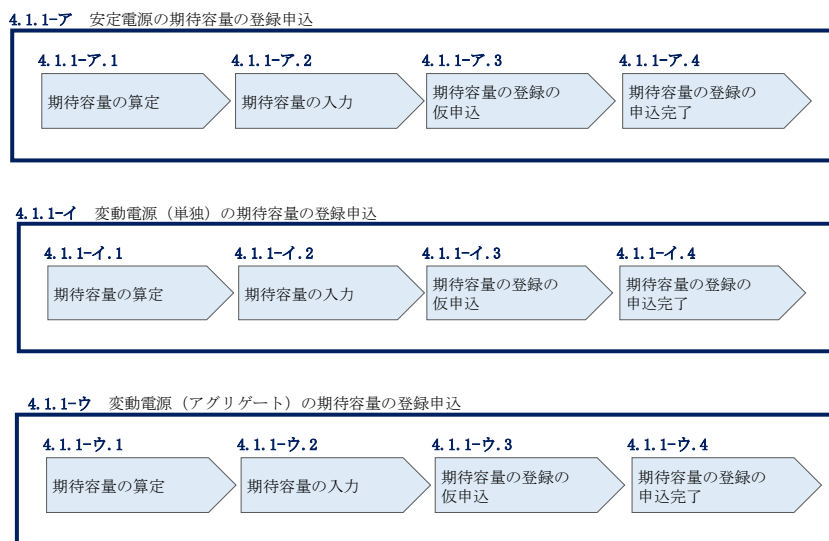 4.1.1-ア 安定電源の期待容量の登録申込
4.1.1-ア.1 4.1.1-ア.2 4.1.1-ア.3 4.1.1-ア.4
期待容量の算定
期待容量の入力
期待容量の登録の
仮申込
期待容量の登録の
申込完了
4.1.1-イ 変動電源（単独）の期待容量の登録申込
4.1.1-イ.1 4.1.1-イ.2 4.1.1-イ.3 4.1.1-イ.4
期待容量の算定
期待容量の入力
期待容量の登録の
仮申込
期待容量の登録の
申込完了
4.1.1-ウ 変動電源（アグリゲート）の期待容量の登録申込
4.1.1-ウ.1 4.1.1-ウ.2 4.1.1-ウ.3 4.1.1-ウ.4
期待容量の算定
期待容量の入力
期待容量の登録の
仮申込
期待容量の登録の
申込完了